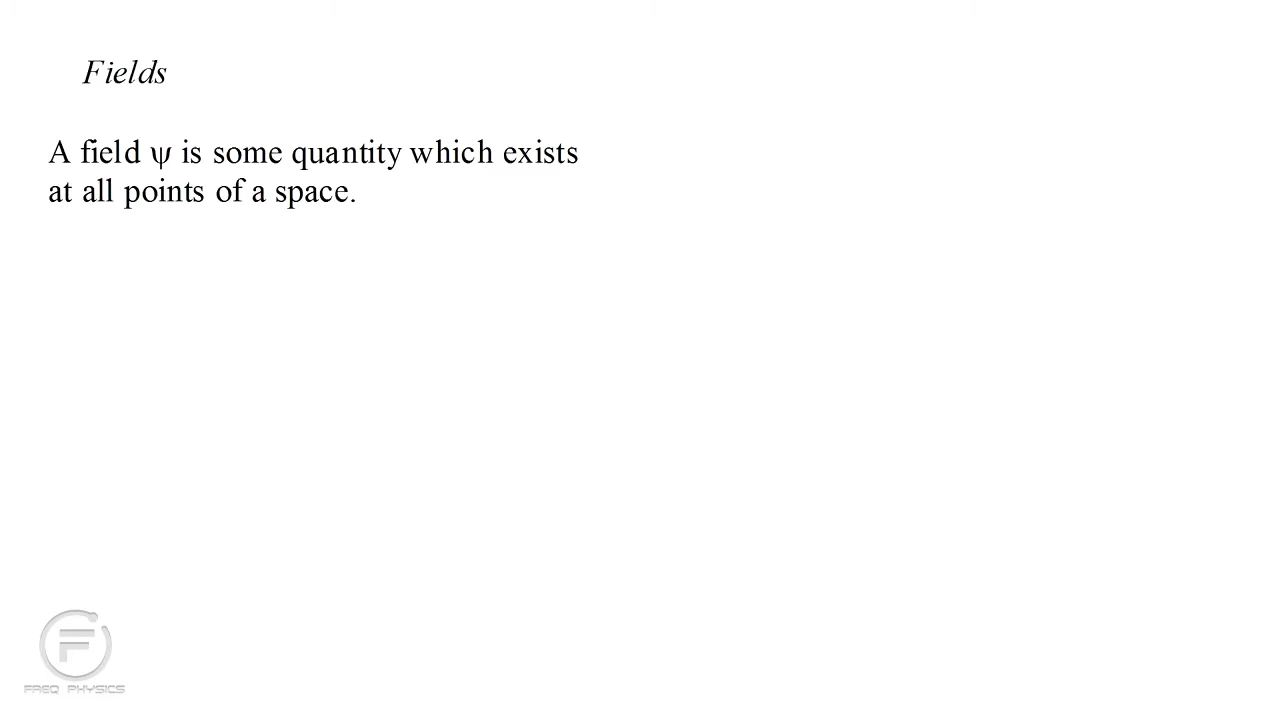 Fields
A field ψ is some quantity which exists
at all points of a space.
FREQ PHYSICS